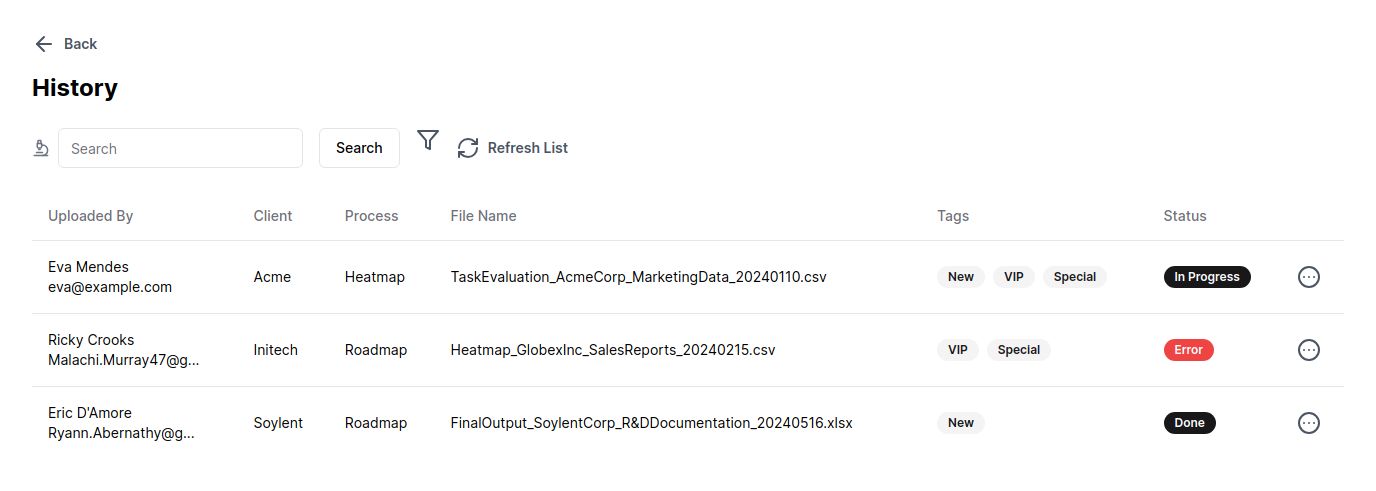 Back
History
Search Search Refresh List
Uploaded By Client Process File Name Tags Status
Eva Mendes
eva@example.com Acme Heatmap TaskEvaluation_AcmeCorp_MarketingData_20240110.csv New VIP Special In Progress
Ricky Crooks
Malachi.Murray47@g... Initech Roadmap Heatmap_GlobexInc_SalesReports_20240215.csv VIP Special Error
Eric D'Amore
Ryann.Abernathy@g... Soylent Roadmap FinalOutput_SoylentCorp_R&DDocumentation_20240516.xlsx New Done